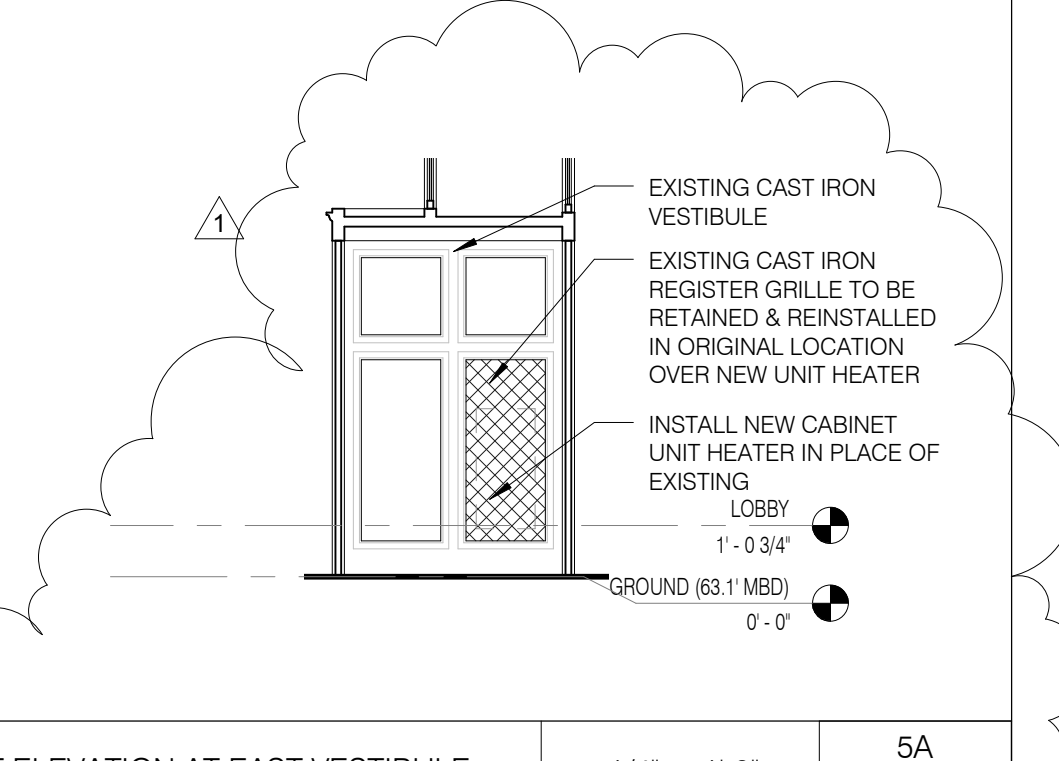 EXISTING CAST IRON
VESTIBULE
1
EXISTING CAST IRON
REGISTER GRILLE TO BE
RETAINED & REINSTALLED
IN ORIGINAL LOCATION
OVER NEW UNIT HEATER
INSTALL NEW CABINET
UNIT HEATER IN PLACE OF
EXISTING
LOBBY
1' - 0 3/4"
GROUND (63.1' MBD)
0' - 0"
5A
ELEVATION AT EAST VESTIBULE